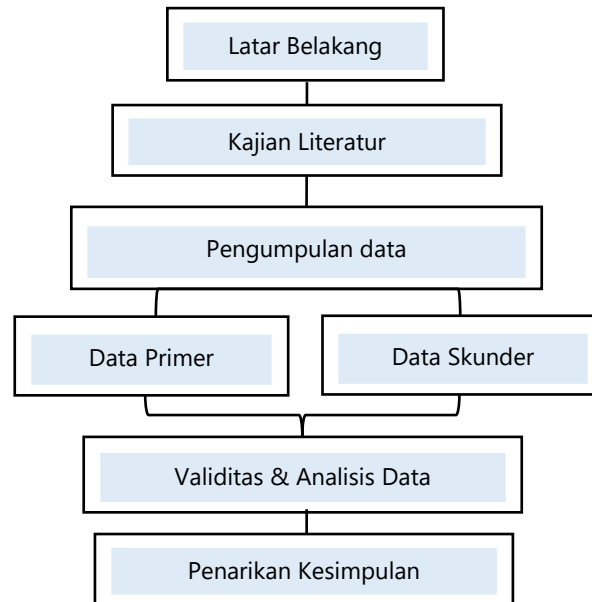 Latar Belakang
Kajian Literatur
Pengumpulan data
Data Primer
Data Skunder
Validitas & Analisis Data
Penarikan Kesimpulan